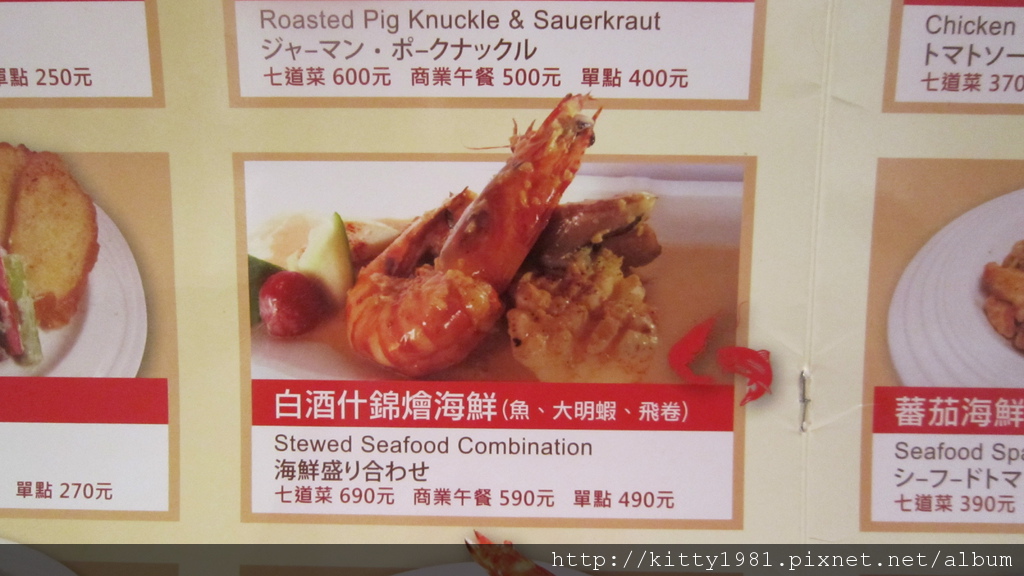 Roasted Pig Knuckle & Sauerkraut
ジャーマン・ポークナックル
七道菜 600元 商業午餐 500元 單點 400元
單點 250元
Chicken
トマトソー
七道菜 370
白酒什錦燴海鮮(魚、大明蝦、飛卷)
Stewed Seafood Combination
海鮮盛り合わせ
七道菜 690元 商業午餐 590元 單點 490元
單點 270元
蕃茄海鮮
Seafood Spa
シーフードトマ
七道菜 390元
http://kitty1981.pixnet.net/album